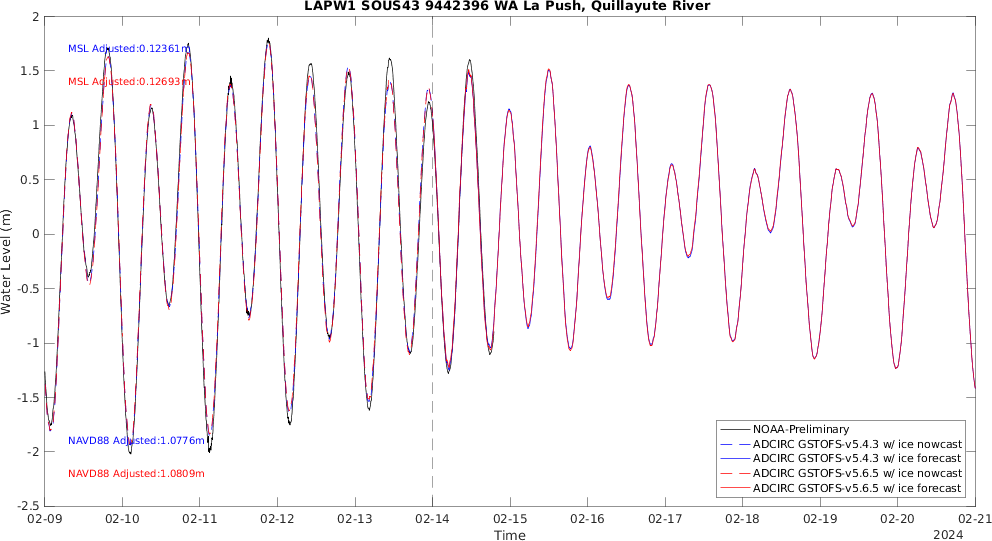 LAPW1 SOUS43 9442396 WA La Push, Quillayute River
2
1.5
1
0.5
0
-0.5
-1
-1.5
-2
-2.5
Water Level (m)
MSL Adjusted:0.12361m
MSL Adjusted:0.12693m
NAVD88 Adjusted:1.0776m
NAVD88 Adjusted:1.0809m
NOAA-Preliminary
ADCIRC GSTOFS-v5.4.3 w/ ice nowcast
ADCIRC GSTOFS-v5.4.3 w/ ice forecast
ADCIRC GSTOFS-v5.6.5 w/ ice nowcast
ADCIRC GSTOFS-v5.6.5 w/ ice forecast
02-09 02-10 02-11 02-12 02-13 02-14 02-15 02-16 02-17 02-18 02-19 02-20 02-21
Time
2024